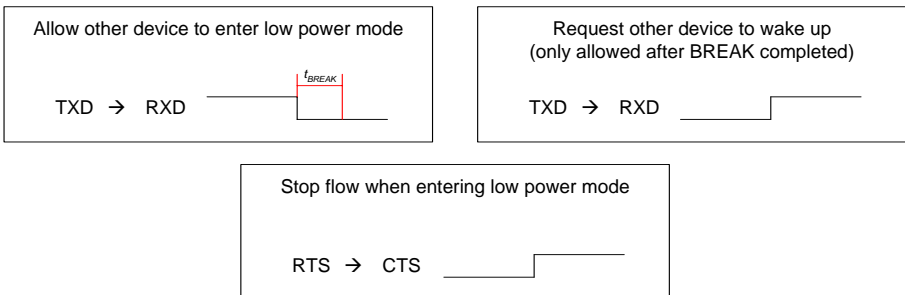 Allow other device to enter low power mode
tBREAK
TXD → RXD
Request other device to wake up
(only allowed after BREAK completed)
TXD → RXD
Stop flow when entering low power mode
RTS → CTS